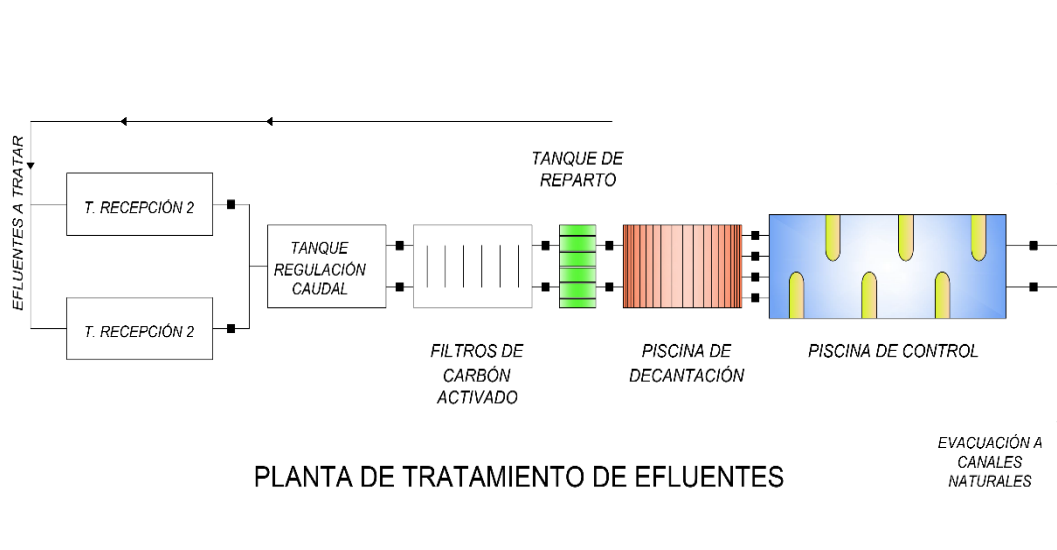 EFLUENTES A TRATAR
TANQUE DE
REPARTO
T. RECEPCIÓN 2
TANQUE
REGULACIÓN
CAUDAL
T. RECEPCIÓN 2
FILTROS DE
CARBÓN
ACTIVADO
PISCINA DE
DECANTACIÓN
PISCINA DE CONTROL
EVACUACIÓN A
CANALES
NATURALES
PLANTA DE TRATAMIENTO DE EFLUENTES